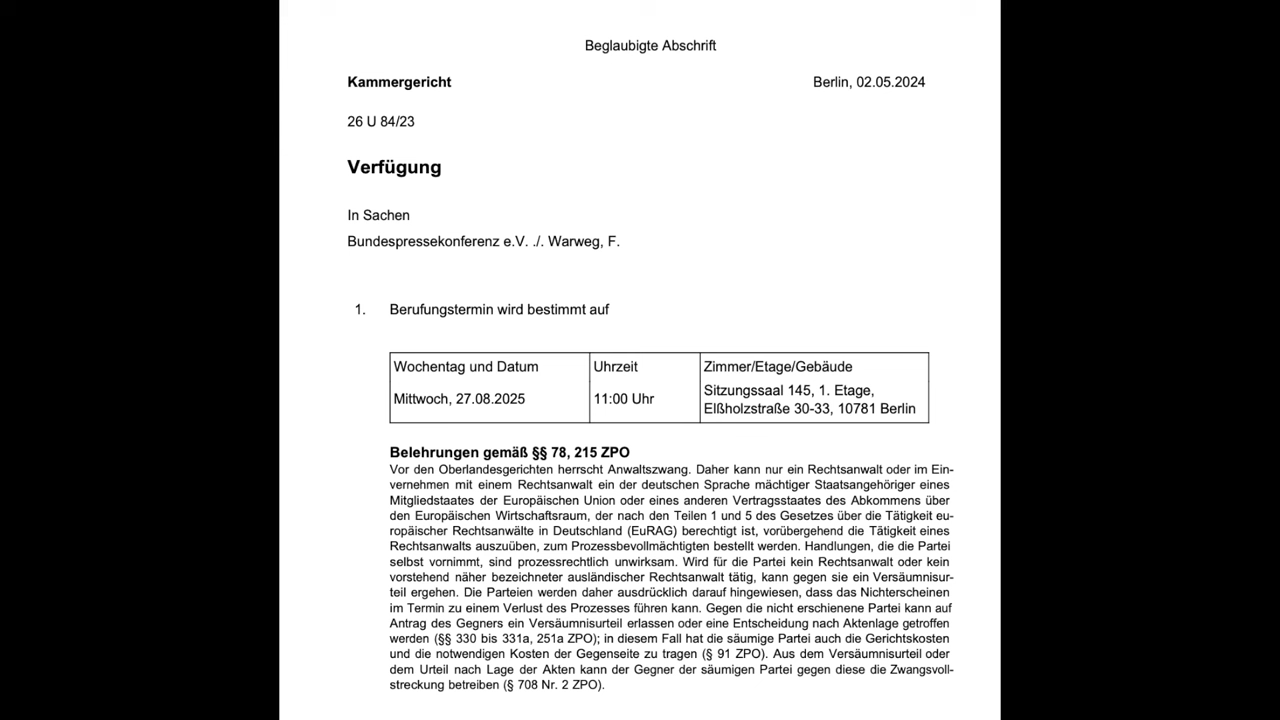 Beglaubigte Abschrift
Kammergericht Berlin, 02.05.2024
26 U 84/23
Verfügung
In Sachen
Bundespressekonferenz e.V. ./. Warweg, F.
1. Berufungstermin wird bestimmt auf
Wochentag und Datum Uhrzeit Zimmer/Etage/Gebäude
Mittwoch, 27.08.2025 11:00 Uhr Sitzungssaal 145, 1. Etage,
Elßholzstraße 30-33, 10781 Berlin
Belehrungen gemäß §§ 78, 215 ZPO
Vor den Oberlandesgerichten herrscht Anwaltszwang. Daher kann nur ein Rechtsanwalt oder im Ein-
vernehmen mit einem Rechtsanwalt ein der deutschen Sprache mächtiger Staatsangehöriger eines
Mitgliedstaates der Europäischen Union oder eines anderen Vertragsstaates des Abkommens über
den Europäischen Wirtschaftsraum, der nach den Teilen 1 und 5 des Gesetzes über die Tätigkeit eu-
ropäischer Rechtsanwälte in Deutschland (EuRAG) berechtigt ist, vorübergehend die Tätigkeit eines
Rechtsanwalts auszuüben, zum Prozessbevollmächtigten bestellt werden. Handlungen, die die Partei
selbst vornimmt, sind prozessrechtlich unwirksam. Wird für die Partei kein Rechtsanwalt oder kein
vorstehend näher bezeichneter ausländischer Rechtsanwalt tätig, kann gegen sie ein Versäumnisur-
teil ergehen. Die Parteien werden daher ausdrücklich darauf hingewiesen, dass das Nichterscheinen
im Termin zu einem Verlust des Prozesses führen kann. Gegen die nicht erschienene Partei kann auf
Antrag des Gegners ein Versäumnisurteil erlassen oder eine Entscheidung nach Aktenlage getroffen
werden (§§ 330 bis 331a, 251a ZPO); in diesem Fall hat die säumige Partei auch die Gerichtskosten
und die notwendigen Kosten der Gegenseite zu tragen (§ 91 ZPO). Aus dem Versäumnisurteil oder
dem Urteil nach Lage der Akten kann der Gegner der säumigen Partei gegen diese die Zwangsvoll-
streckung betreiben (§ 708 Nr. 2 ZPO).